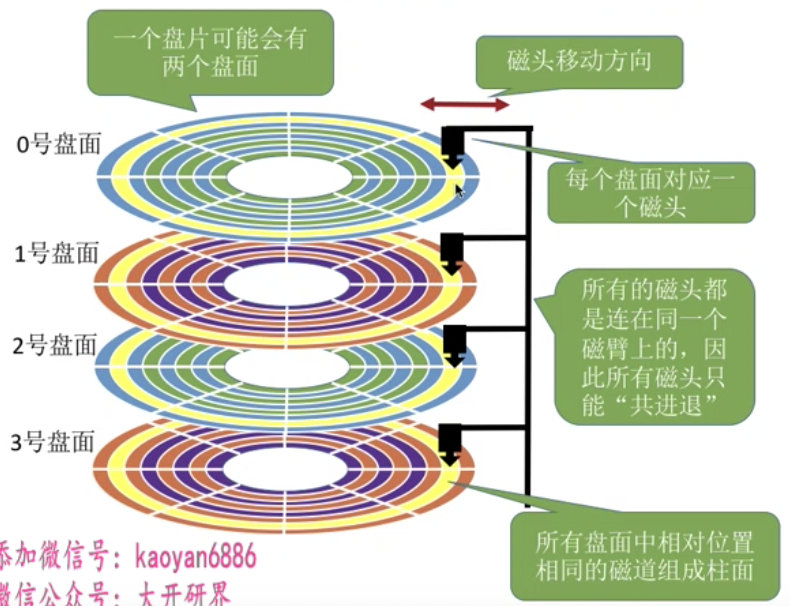 一个盘片可能会有
两个盘面
磁头移动方向
0号盘面
每个盘面对应一
个磁头
1号盘面
所有的磁头都
是连在同一个
磁臂上的，因
此所有磁头只
能“共进退”
2号盘面
3号盘面
所有盘面中相对位置
相同的磁道组成柱面
添加微信号：kaoyan6886
微信公众号：大开研界